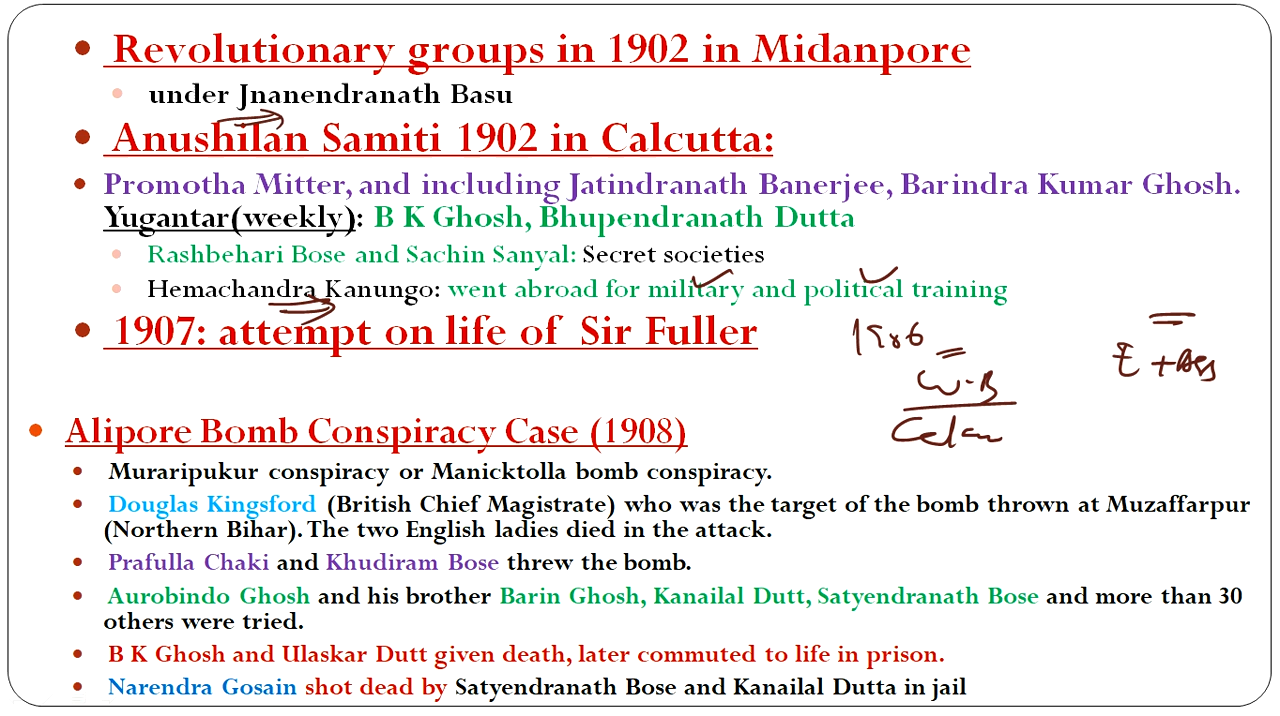 Revolutionary groups in 1902 in Midanpore
under Jnanendranath Basu
Anushilan Samiti 1902 in Calcutta:
Promotha Mitter, and including Jatindranath Banerjee, Barindra Kumar Ghosh.
Yugantar(weekly): B K Ghosh, Bhupendranath Dutta
Rashbehari Bose and Sachin Sanyal: Secret societies
Hemachandra Kanungo: went abroad for military and political training
1907: attempt on life of Sir Fuller
E +
W-B
Alipore Bomb Conspiracy Case (1908)
Muraripukur conspiracy or Manicktolla bomb conspiracy.
Douglas Kingsford (British Chief Magistrate) who was the target of the bomb thrown at Muzaffarpur
(Northern Bihar). The two English ladies died in the attack.
Prafulla Chaki and Khudiram Bose threw the bomb.
Aurobindo Ghosh and his brother Barin Ghosh, Kanailal Dutt, Satyendranath Bose and more than 30
others were tried.
B K Ghosh and Ulaskar Dutt given death, later commuted to life in prison.
Narendra Gosain shot dead by Satyendranath Bose and Kanailal Dutta in jail